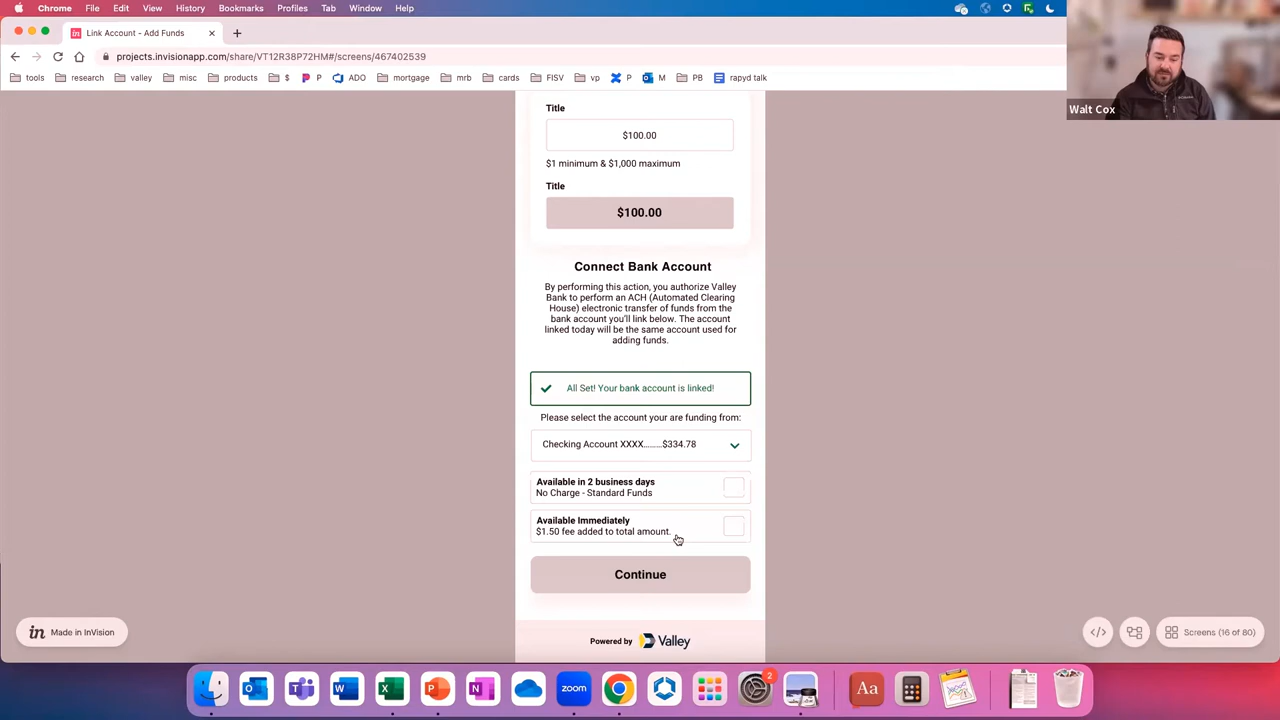 Chrome File Edit View History Bookmarks Profiles Tab Window Help
Link Account - Add Funds
projects.invisionapp.com/share/VT12R38P72HM#/screens/467402539
tools research valley misc products $ P ADO mortgage mtg cards FISV vp P M PB rapyd talk
Walt Cox
Title
$100.00
$1 minimum & $1,000 maximum
Title
$100.00
Connect Bank Account
By performing this action, you authorize Valley
Bank to perform an ACH (Automated Clearing
House) electronic transfer of funds from the
bank account you'll link below. The account
linked today will be the same account used for
adding funds.
All Set! Your bank account is linked!
Please select the account your are funding from:
Checking Account XXXX.........$334.78
Available in 2 business days
No Charge - Standard Funds
Available Immediately
$1.50 fee added to total amount.
Continue
in Made in InVision
Screens (16 of 80)
Powered by Valley
zoom
2
Aa